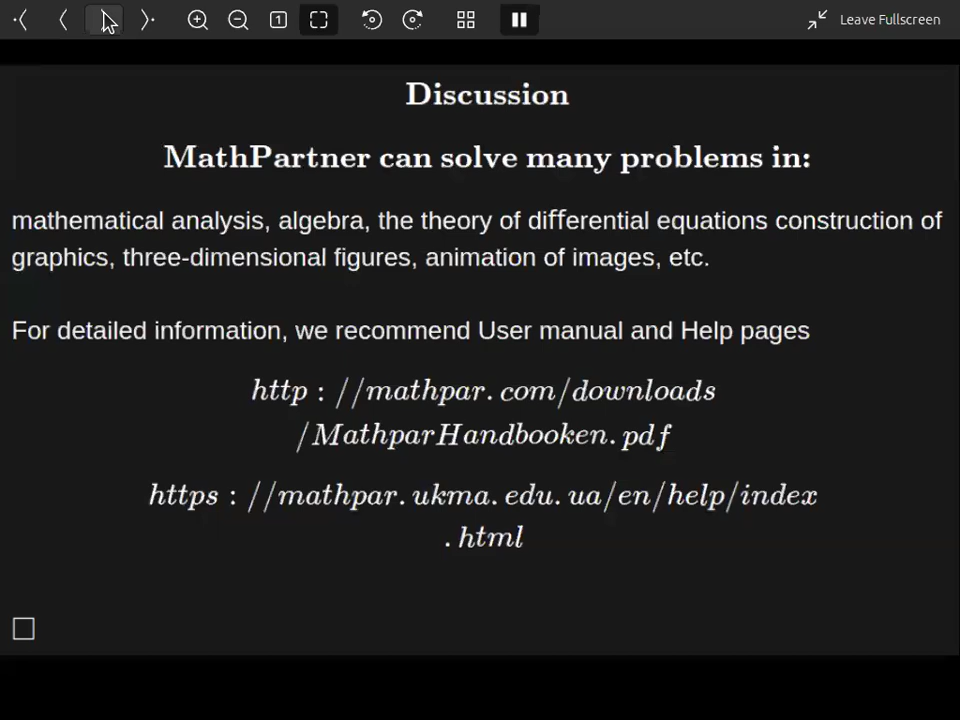 1
Leave Fullscreen
Discussion
MathPartner can solve many problems in:
mathematical analysis, algebra, the theory of differential equations construction of
graphics, three-dimensional figures, animation of images, etc.
For detailed information, we recommend User manual and Help pages
http : //mathpar. com/downloads
/MathparHandbooken. pdf
https : //mathpar. ukma. edu. ua/en/help/index
. html